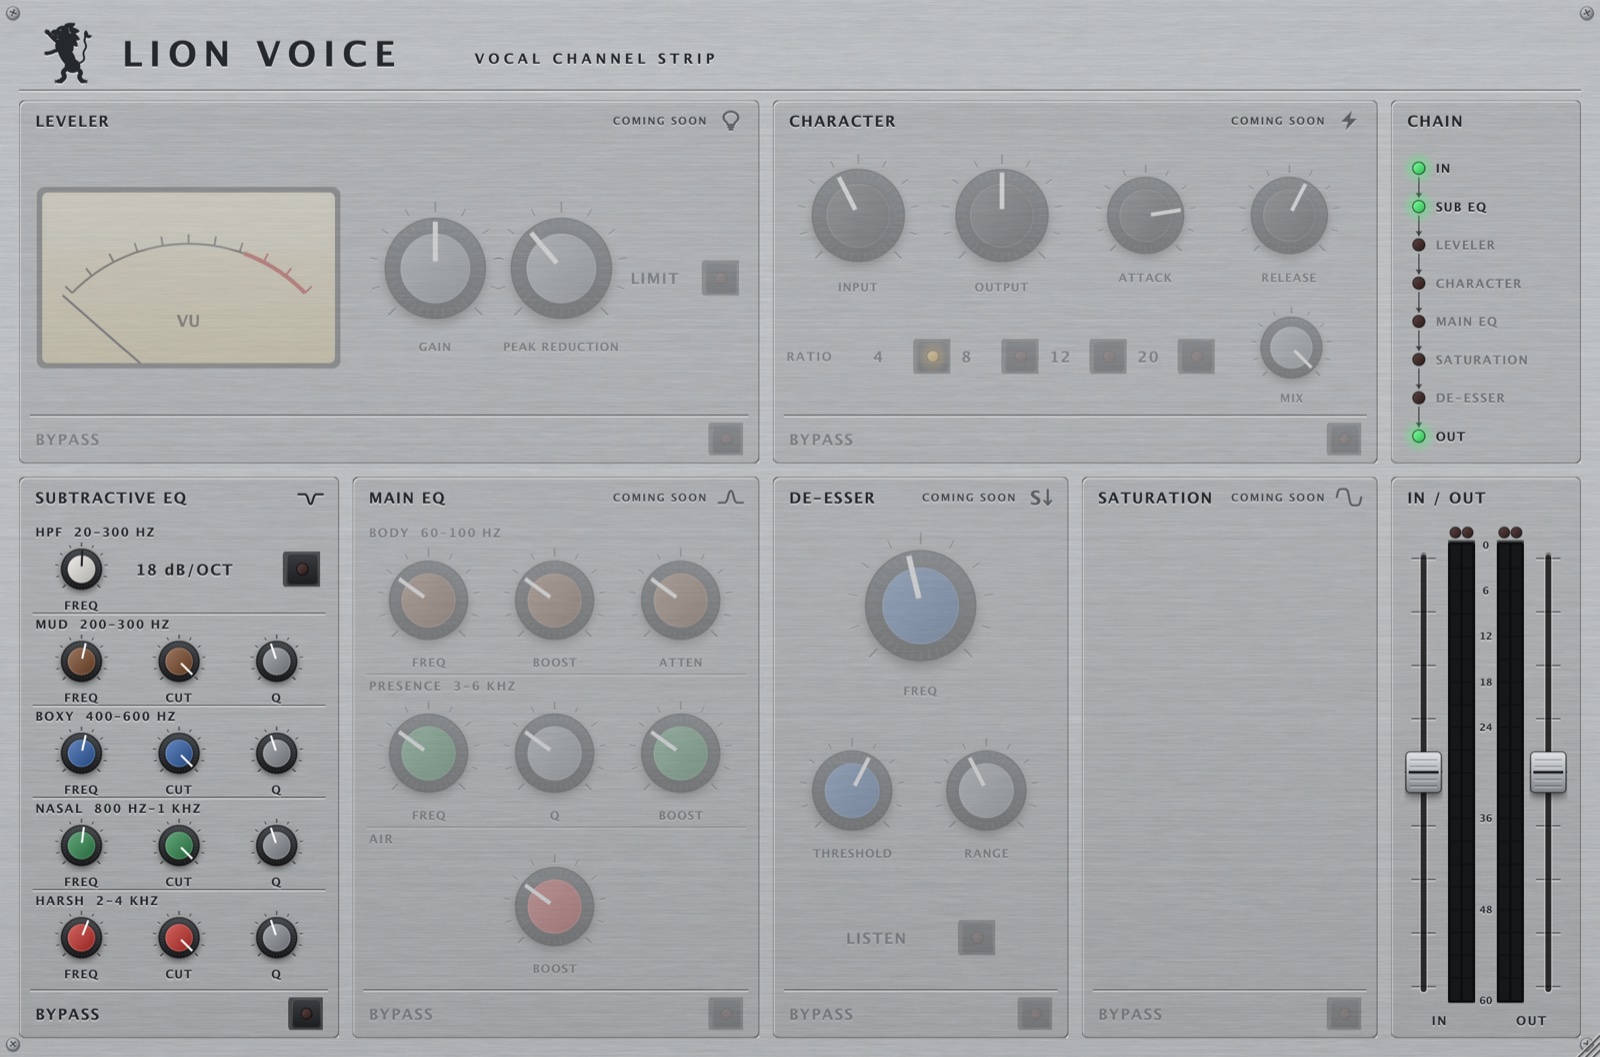 LION VOICE
VOCAL CHANNEL STRIP
LEVELER
COMING SOON
VU
GAIN
PEAK REDUCTION
LIMIT
BYPASS
CHARACTER
COMING SOON
INPUT
OUTPUT
ATTACK
RELEASE
RATIO 4 8 12 20
MIX
BYPASS
CHAIN
IN
SUB EQ
LEVELER
CHARACTER
MAIN EQ
SATURATION
DE-ESSER
OUT
SUBTRACTIVE EQ
HPF 20-300 HZ
18 dB/OCT
FREQ
MUD 200-300 HZ
FREQ CUT Q
BOXY 400-600 HZ
FREQ CUT Q
NASAL 800 HZ-1 KHZ
FREQ CUT Q
HARSH 2-4 KHZ
FREQ CUT Q
BYPASS
MAIN EQ
COMING SOON
BODY 60-100 HZ
FREQ BOOST ATTEN
PRESENCE 3-6 KHZ
FREQ Q BOOST
AIR
BOOST
BYPASS
DE-ESSER
COMING SOON
S↓
FREQ
THRESHOLD RANGE
LISTEN
BYPASS
SATURATION
COMING SOON
BYPASS
IN / OUT
0
6
12
18
24
36
48
60
IN OUT